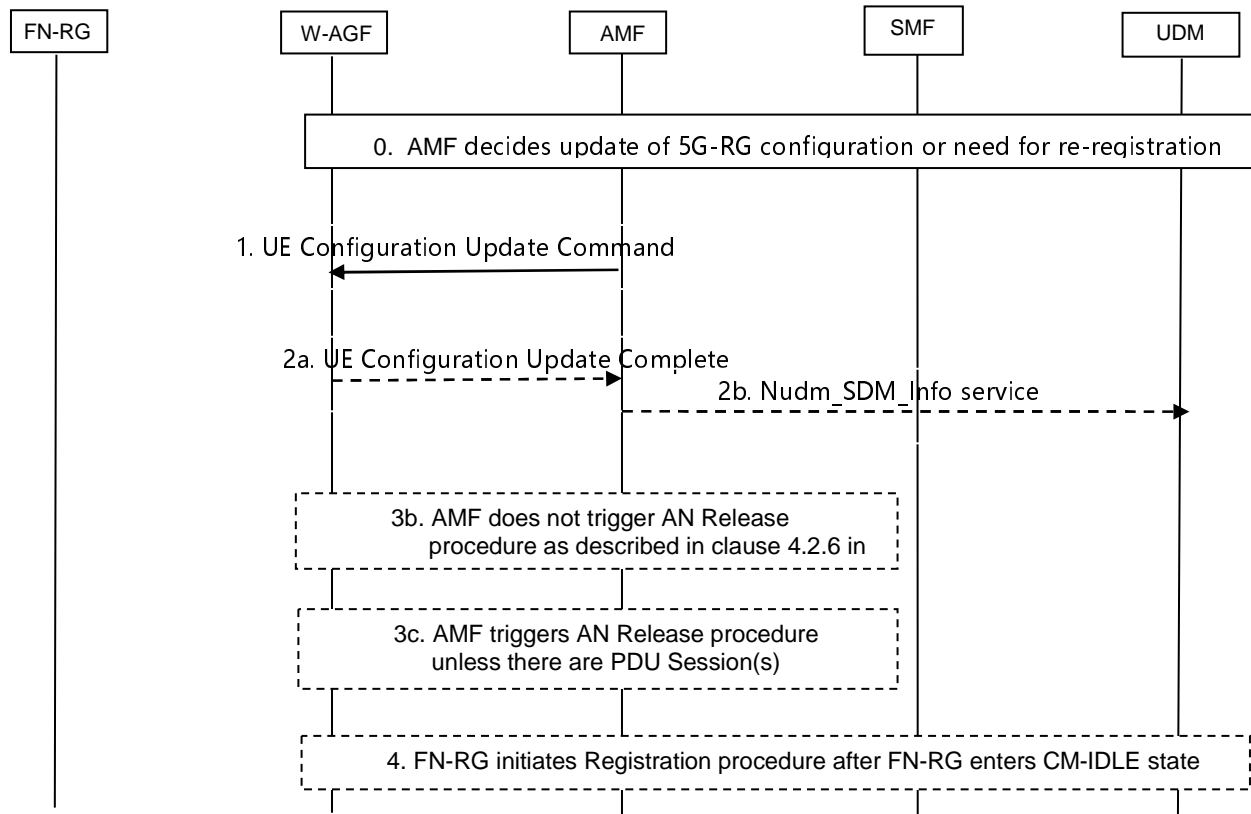 FN-RG
W-AGF
AMF
SMF
UDM
0. AMF decides update of 5G-RG configuration or need for re-registration
1. UE Configuration Update Command
2a. UE Configuration Update Complete
2b. Nudm_SDM_Info service
3b. AMF does not trigger AN Release
procedure as described in clause 4.2.6 in
3c. AMF triggers AN Release procedure
unless there are PDU Session(s)
4. FN-RG initiates Registration procedure after FN-RG enters CM-IDLE state